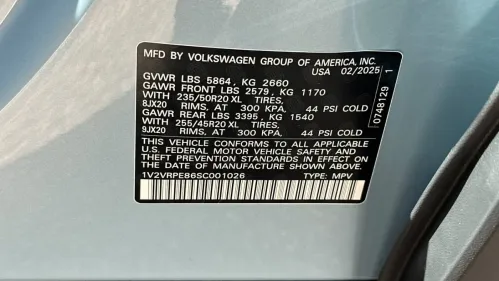 MFD BY VOLKSWAGEN GROUP OF AMERICA, INC.
USA 02/2025
GVWR LBS 5864 , KG 2660
GAWR FRONT LBS 2579 , KG 1170
WITH 235/50R20 XL TIRES,
8JX20 RIMS, AT 300 KPA, 44 PSI COLD
GAWR REAR LBS 3395 , KG 1540
WITH 255/45R20 XL TIRES,
9JX20 RIMS, AT 300 KPA, 44 PSI COLD
THIS VEHICLE CONFORMS TO ALL APPLICABLE
FEDERAL MOTOR VEHICLE SAFETY AND THEFT
PREVENTION STANDARDS IN EFFECT ON THE
DATE OF MANUFACTURE SHOWN ABOVE.
1V2VRPE86SC001026 TYPE: MPV
0748129 1